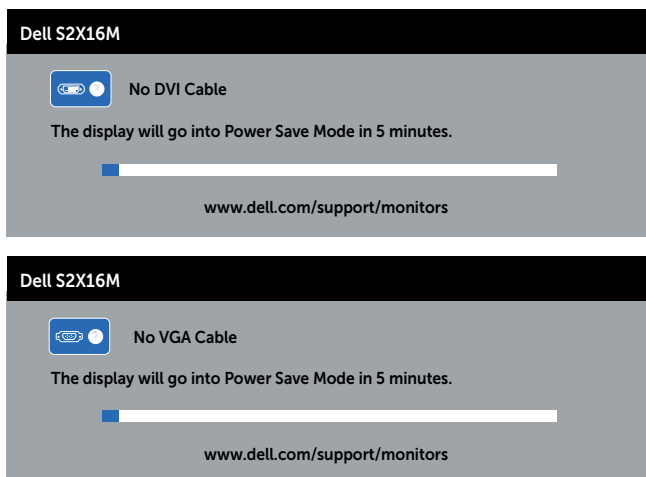 Dell S2X16M
No DVI Cable
The display will go into Power Save Mode in 5 minutes.
www.dell.com/support/monitors
Dell S2X16M
No VGA Cable
The display will go into Power Save Mode in 5 minutes.
www.dell.com/support/monitors